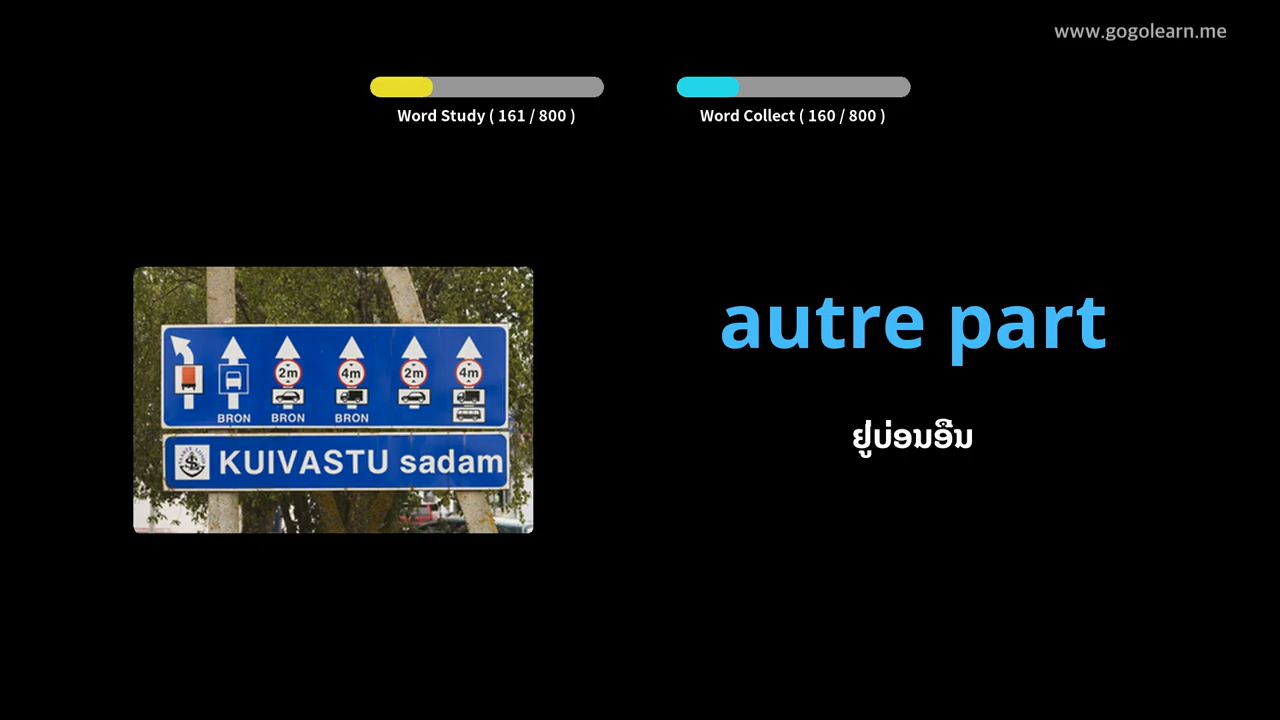 www.gogolearn.me
Word Study ( 161 / 800 )
Word Collect ( 160 / 800 )
2m 4m 2m 4m
BRON BRON BRON
KUIVASTU sadam
autre part
ຢູ່ບ່ອນອື່ນ